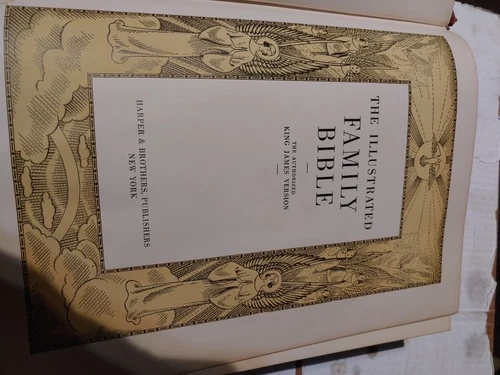 THE ILLUSTRATED
FAMILY
BIBLE
THE AUTHORIZED
KING JAMES VERSION
HARPER & BROTHERS, PUBLISHERS
NEW YORK